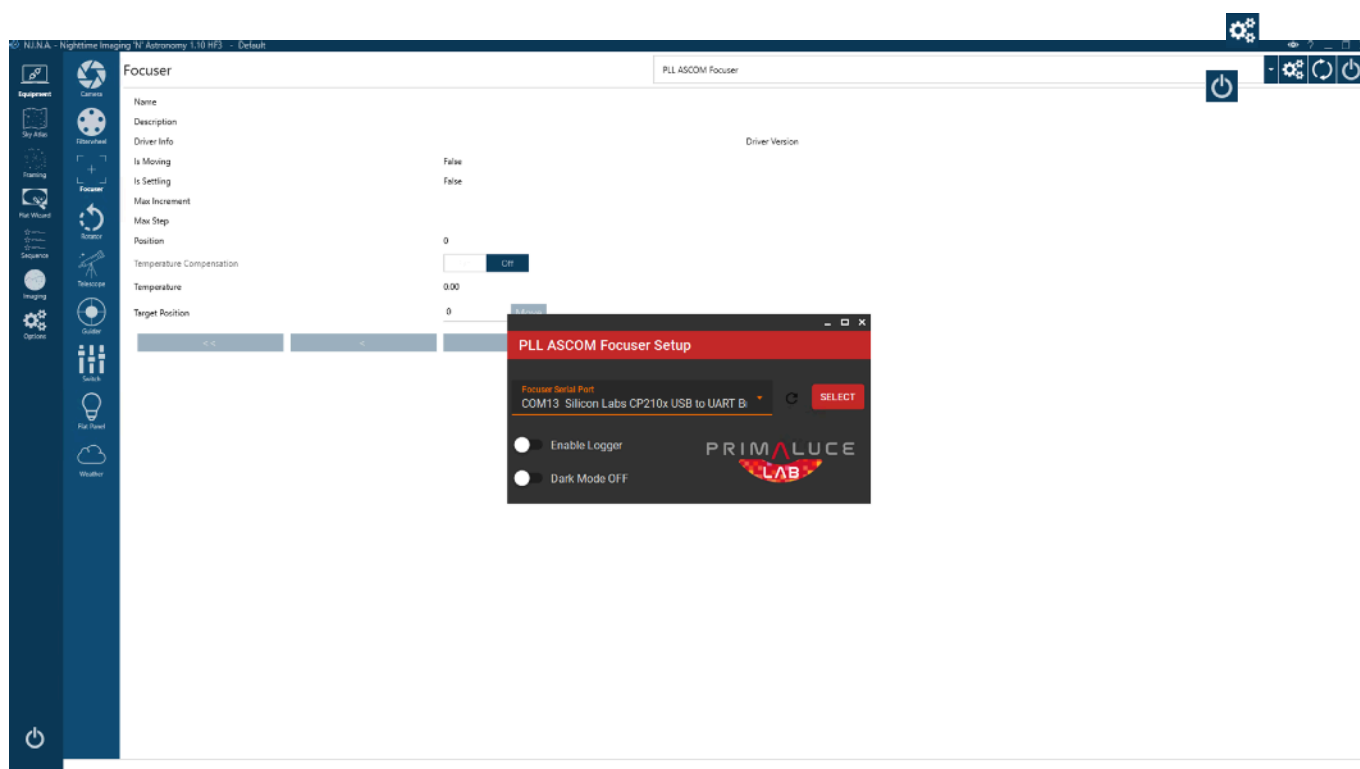 N.I.N.A. - Nighttime Imaging 'N' Astronomy 1.10 HF3 - Default
?
Equipment
Sky Atlas
Framing
Flat Wizard
Sequence
Imaging
Options
Camera
Filterwheel
Focuser
Rotator
Telescope
Guider
Switch
Flat Panel
Weather
Focuser
PLL ASCOM Focuser
Name
Description
Driver Info
Driver Version
Is Moving False
Is Settling False
Max Increment
Max Step
Position 0
Temperature Compensation Off
Temperature 0.00
Target Position 0
<< <
PLL ASCOM Focuser Setup
Focuser Serial Port
COM13 Silicon Labs CP210x USB to UART
SELECT
Enable Logger
Dark Mode OFF
PRIMALUCE
LAB